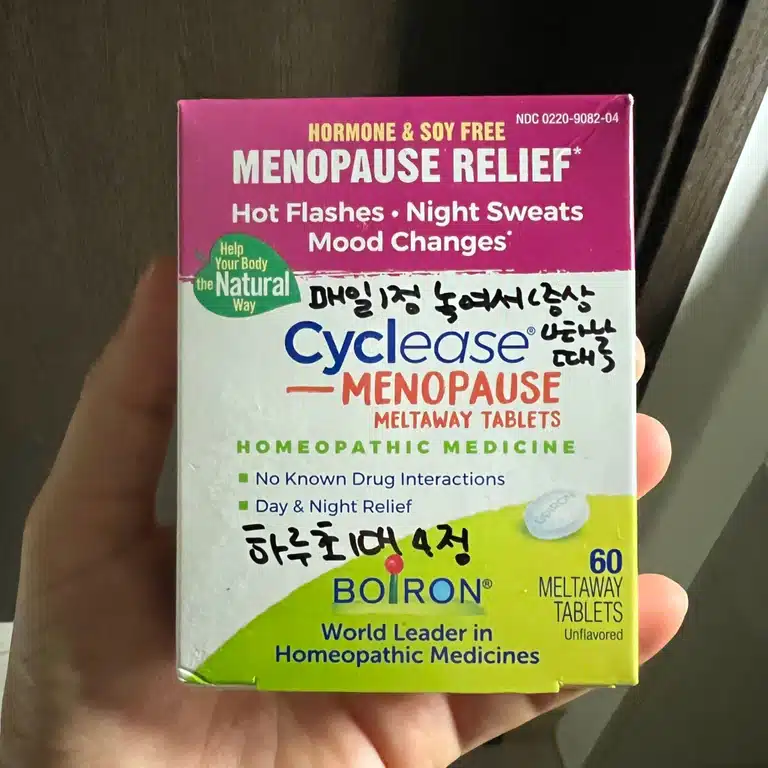 NDC 0220-9082-04
HORMONE & SOY FREE
MENOPAUSE RELIEF*
Hot Flashes • Night Sweats
Mood Changes*
Help
Your Body
the Natural
Way
매일 1정 녹여서 (증상
나타날
때)
Cyclease®
MENOPAUSE
MELTAWAY TABLETS
HOMEOPATHIC MEDICINE
No Known Drug Interactions
Day & Night Relief
하루 최대 4정
BOIRON
BOIRON®
World Leader in
Homeopathic Medicines
60
MELTAWAY
TABLETS
Unflavored